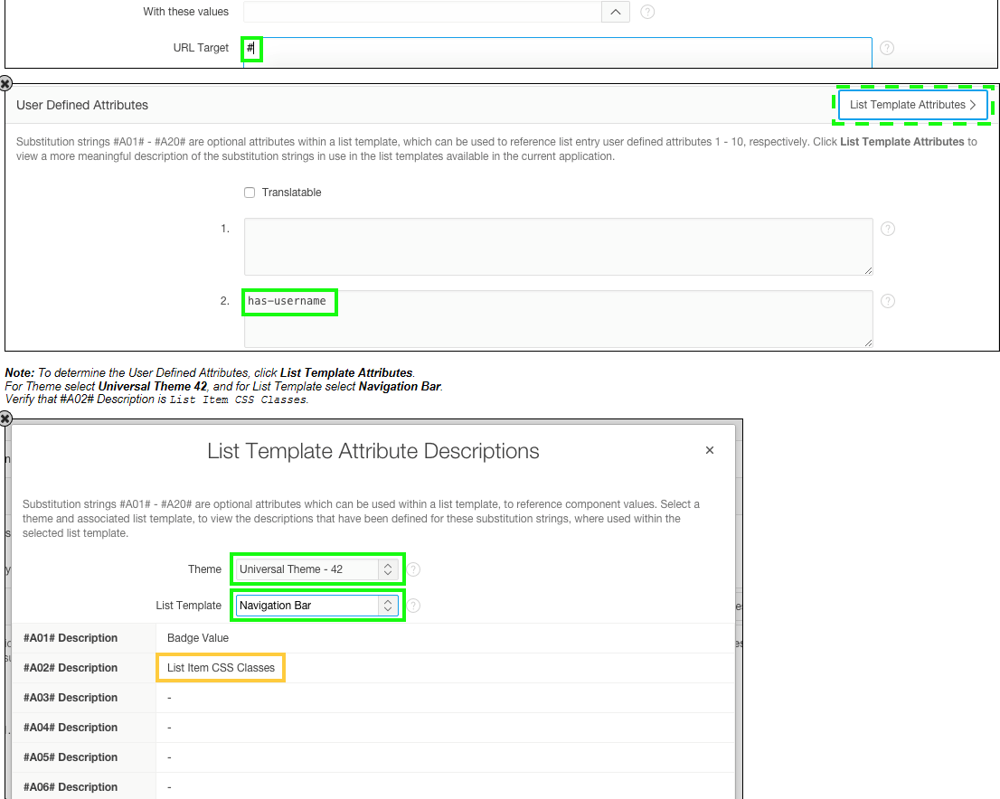 With these values
URL Target #
User Defined Attributes
List Template Attributes >
Substitution strings #A01# - #A20# are optional attributes within a list template, which can be used to reference list entry user defined attributes 1 - 10, respectively. Click List Template Attributes to
view a more meaningful description of the substitution strings in use in the list templates available in the current application.
Translatable
1.
2. has-username
Note: To determine the User Defined Attributes, click List Template Attributes.
For Theme select Universal Theme 42, and for List Template select Navigation Bar.
Verify that #A02# Description is List Item CSS Classes.
List Template Attribute Descriptions ×
Substitution strings #A01# - #A20# are optional attributes which can be used within a list template, to reference component values. Select a
theme and associated list template, to view the descriptions that have been defined for these substitution strings, where used within the
selected list template.
Theme Universal Theme - 42 ?
List Template Navigation Bar ?
#A01# Description Badge Value
#A02# Description List Item CSS Classes
#A03# Description -
#A04# Description -
#A05# Description -
#A06# Description -